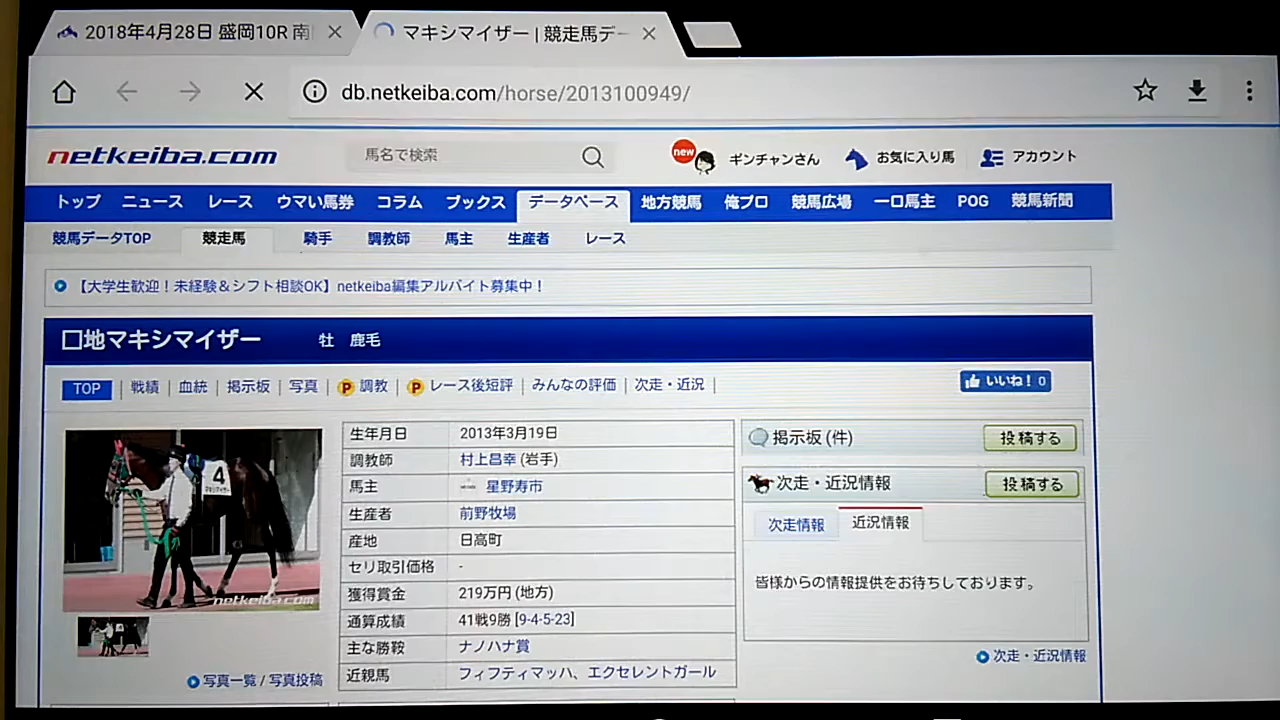 2018年4月28日 盛岡10R 南
マキシマイザー | 競走馬デー
db.netkeiba.com/horse/2013100949/
netkeiba.com
馬名で検索
new
ギンチャンさん
お気に入り馬
アカウント
トップ ニュース レース ウマい馬券 コラム ブックス データベース 地方競馬 俺プロ 競馬広場 一口馬主 POG 競馬新聞
競馬データTOP 競走馬 騎手 調教師 馬主 生産者 レース
【大学生歓迎!未経験&シフト相談OK】netkeiba編集アルバイト募集中!
□地マキシマイザー 牡 鹿毛
TOP | 戦績 | 血統 | 掲示板 | 写真 | P 調教 | P レース後短評 | みんなの評価 | 次走・近況 |
いいね! 0
4
マキシマイザー
netkeiba.com
写真一覧 / 写真投稿
生年月日 2013年3月19日
調教師 村上昌幸 (岩手)
馬主 星野寿市
生産者 前野牧場
産地 日高町
セリ取引価格 -
獲得賞金 219万円 (地方)
通算成績 41戦9勝 [9-4-5-23]
主な勝鞍 ナノハナ賞
近親馬 フィフティマッハ、エクセレントガール
掲示板 (件) 投稿する
次走・近況情報 投稿する
次走情報 近況情報
皆様からの情報提供をお待ちしております。
次走・近況情報